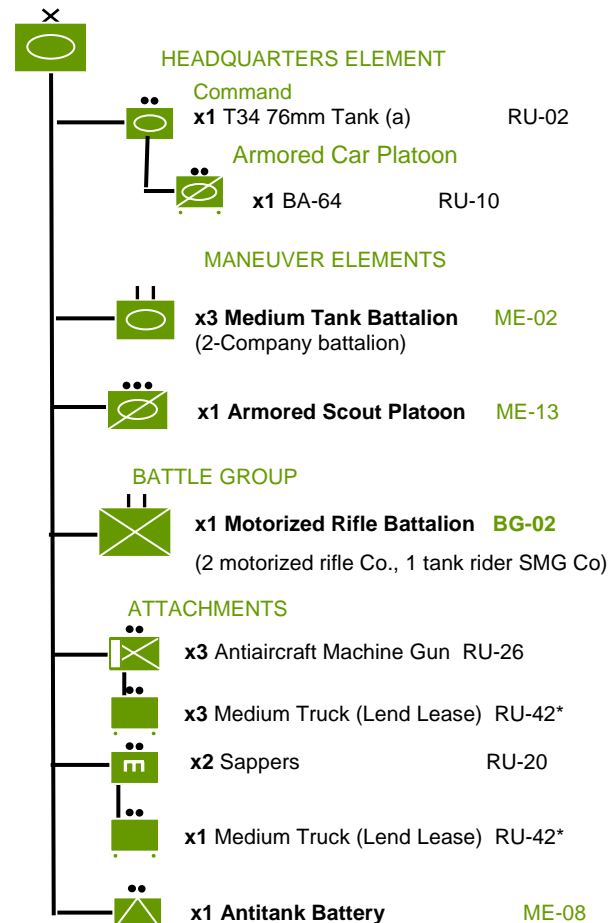 HEADQUARTERS ELEMENT
Command
x1 T34 76mm Tank (a) RU-02
Armored Car Platoon
x1 BA-64 RU-10
MANEUVER ELEMENTS
x3 Medium Tank Battalion ME-02
(2-Company battalion)
x1 Armored Scout Platoon ME-13
BATTLE GROUP
x1 Motorized Rifle Battalion BG-02
(2 motorized rifle Co., 1 tank rider SMG Co)
ATTACHMENTS
x3 Antiaircraft Machine Gun RU-26
x3 Medium Truck (Lend Lease) RU-42*
x2 Sappers RU-20
x1 Medium Truck (Lend Lease) RU-42*
x1 Antitank Battery ME-08